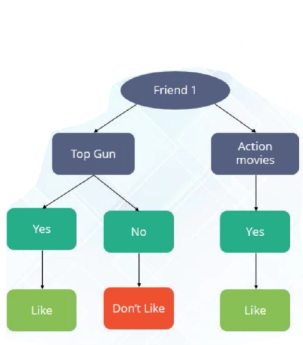 Friend 1
Top Gun
Action
movies
Yes
No
Yes
Like
Don't Like
Like